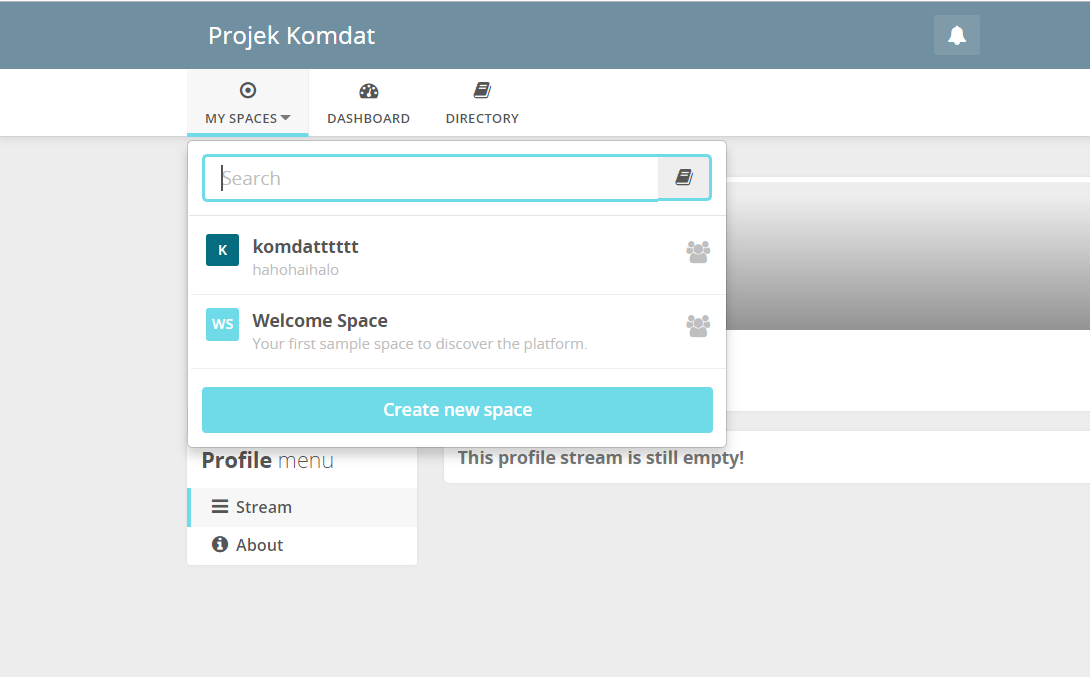 Projek Komdat
MY SPACES
DASHBOARD
DIRECTORY
Search
K
komdatttttt
hahohaihalo
WS
Welcome Space
Your first sample space to discover the platform.
Create new space
Profile menu
Stream
About
This profile stream is still empty!